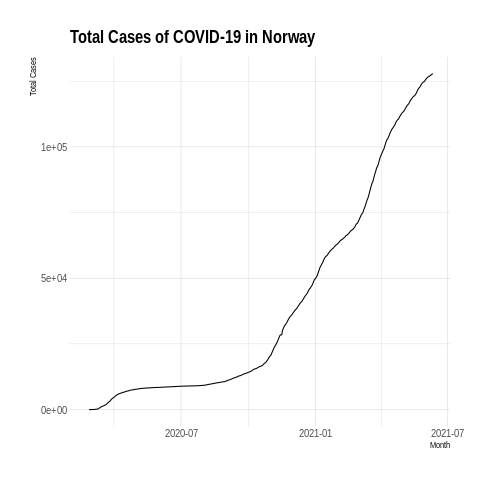 Total Cases of COVID-19 in Norway
Total Cases
1e+05
5e+04
0e+00
2020-07
2021-01
2021-07
Month